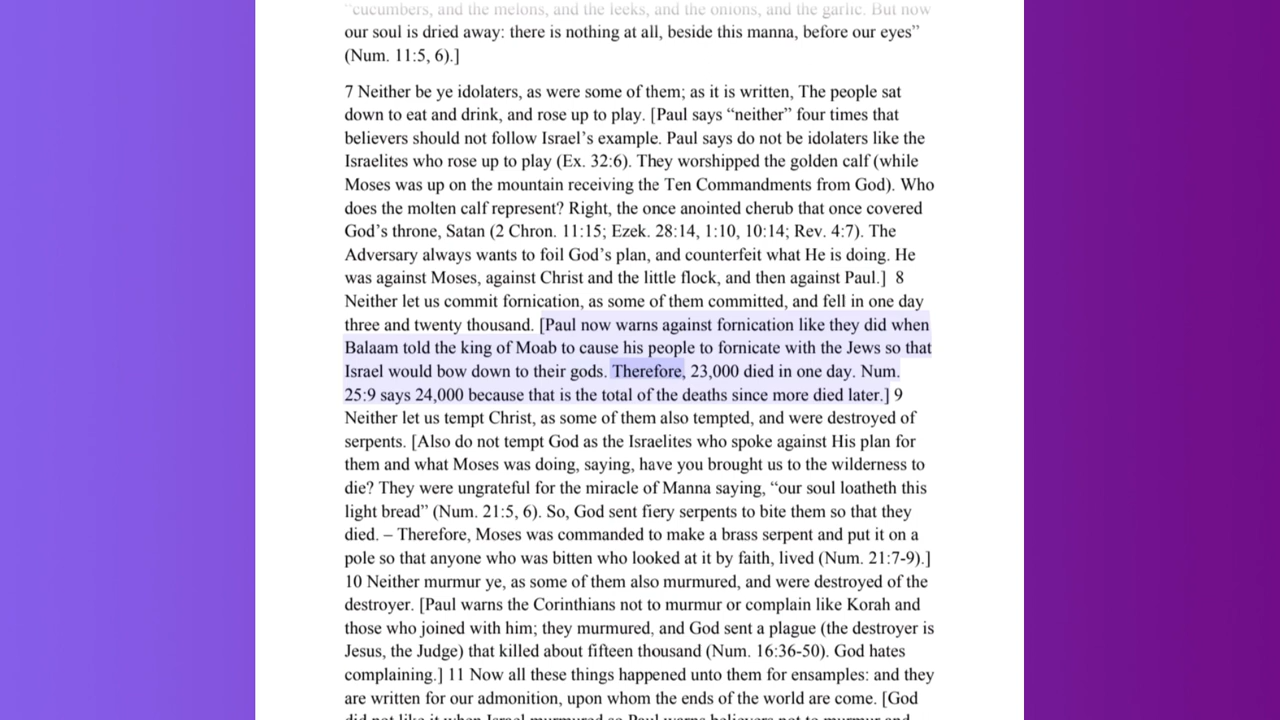 “cucumbers, and the melons, and the leeks, and the onions, and the garlic. But now
our soul is dried away: there is nothing at all, beside this manna, before our eyes”
(Num. 11:5, 6).]
7 Neither be ye idolaters, as were some of them; as it is written, The people sat
down to eat and drink, and rose up to play. [Paul says “neither” four times that
believers should not follow Israel’s example. Paul says do not be idolaters like the
Israelites who rose up to play (Ex. 32:6). They worshipped the golden calf (while
Moses was up on the mountain receiving the Ten Commandments from God). Who
does the molten calf represent? Right, the once anointed cherub that once covered
God’s throne, Satan (2 Chron. 11:15; Ezek. 28:14, 1:10, 10:14; Rev. 4:7). The
Adversary always wants to foil God’s plan, and counterfeit what He is doing. He
was against Moses, against Christ and the little flock, and then against Paul.] 8
Neither let us commit fornication, as some of them committed, and fell in one day
three and twenty thousand. [Paul now warns against fornication like they did when
Balaam told the king of Moab to cause his people to fornicate with the Jews so that
Israel would bow down to their gods. Therefore, 23,000 died in one day. Num.
25:9 says 24,000 because that is the total of the deaths since more died later.] 9
Neither let us tempt Christ, as some of them also tempted, and were destroyed of
serpents. [Also do not tempt God as the Israelites who spoke against His plan for
them and what Moses was doing, saying, have you brought us to the wilderness to
die? They were ungrateful for the miracle of Manna saying, “our soul loatheth this
light bread” (Num. 21:5, 6). So, God sent fiery serpents to bite them so that they
died. – Therefore, Moses was commanded to make a brass serpent and put it on a
pole so that anyone who was bitten who looked at it by faith, lived (Num. 21:7-9).]
10 Neither murmur ye, as some of them also murmured, and were destroyed of the
destroyer. [Paul warns the Corinthians not to murmur or complain like Korah and
those who joined with him; they murmured, and God sent a plague (the destroyer is
Jesus, the Judge) that killed about fifteen thousand (Num. 16:36-50). God hates
complaining.] 11 Now all these things happened unto them for ensamples: and they
are written for our admonition, upon whom the ends of the world are come. [God
did not like it when Israel murmured so Paul warns believers not to murmur and